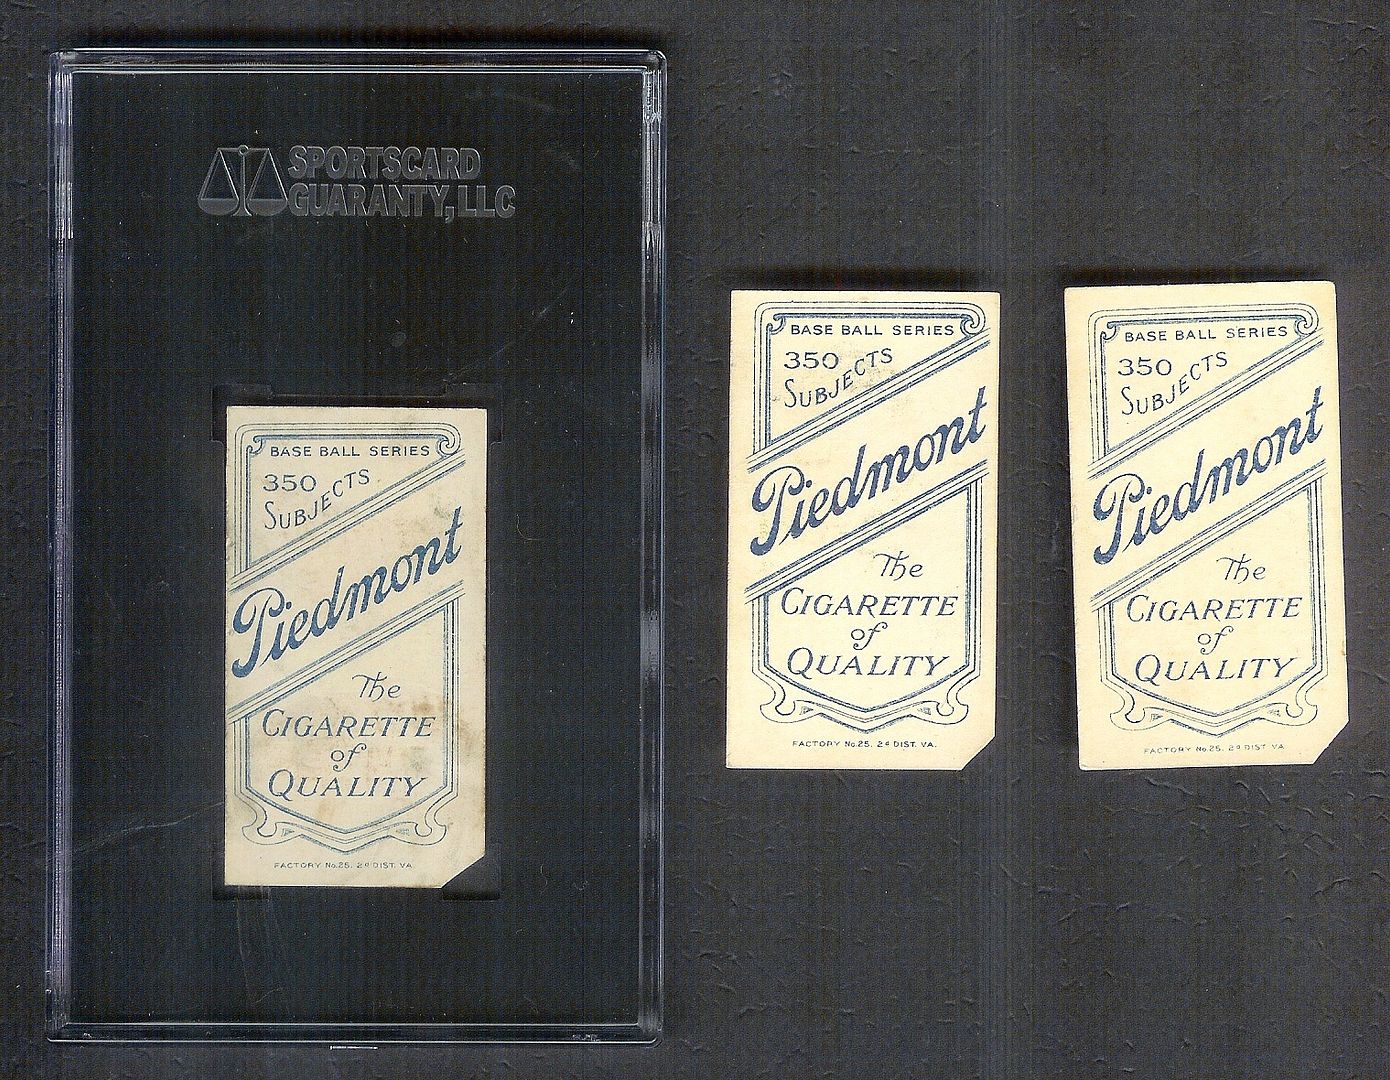 SPORTSCARD
GUARANTY, LLC
BASE BALL SERIES
350
SUBJECTS
Piedmont
The
CIGARETTE
of
QUALITY
FACTORY No. 25. 2d DIST. VA
BASE BALL SERIES
350
SUBJECTS
Piedmont
The
CIGARETTE
of
QUALITY
FACTORY No. 25. 2d DIST. VA.
BASE BALL SERIES
350
SUBJECTS
Piedmont
The
CIGARETTE
of
QUALITY
FACTORY No. 25. 2d DIST. VA